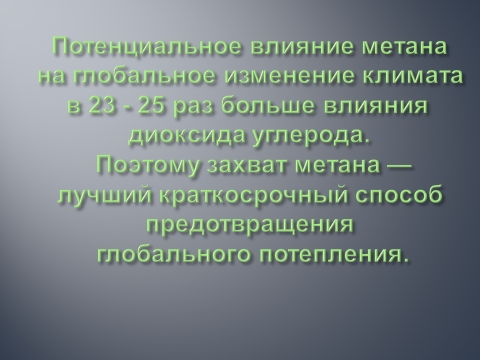 Потенциальное влияние метана
на глобальное изменение климата
в 23 - 25 раз больше влияния
диоксида углерода.
Поэтому захват метана —
лучший краткосрочный способ
предотвращения
глобального потепления.